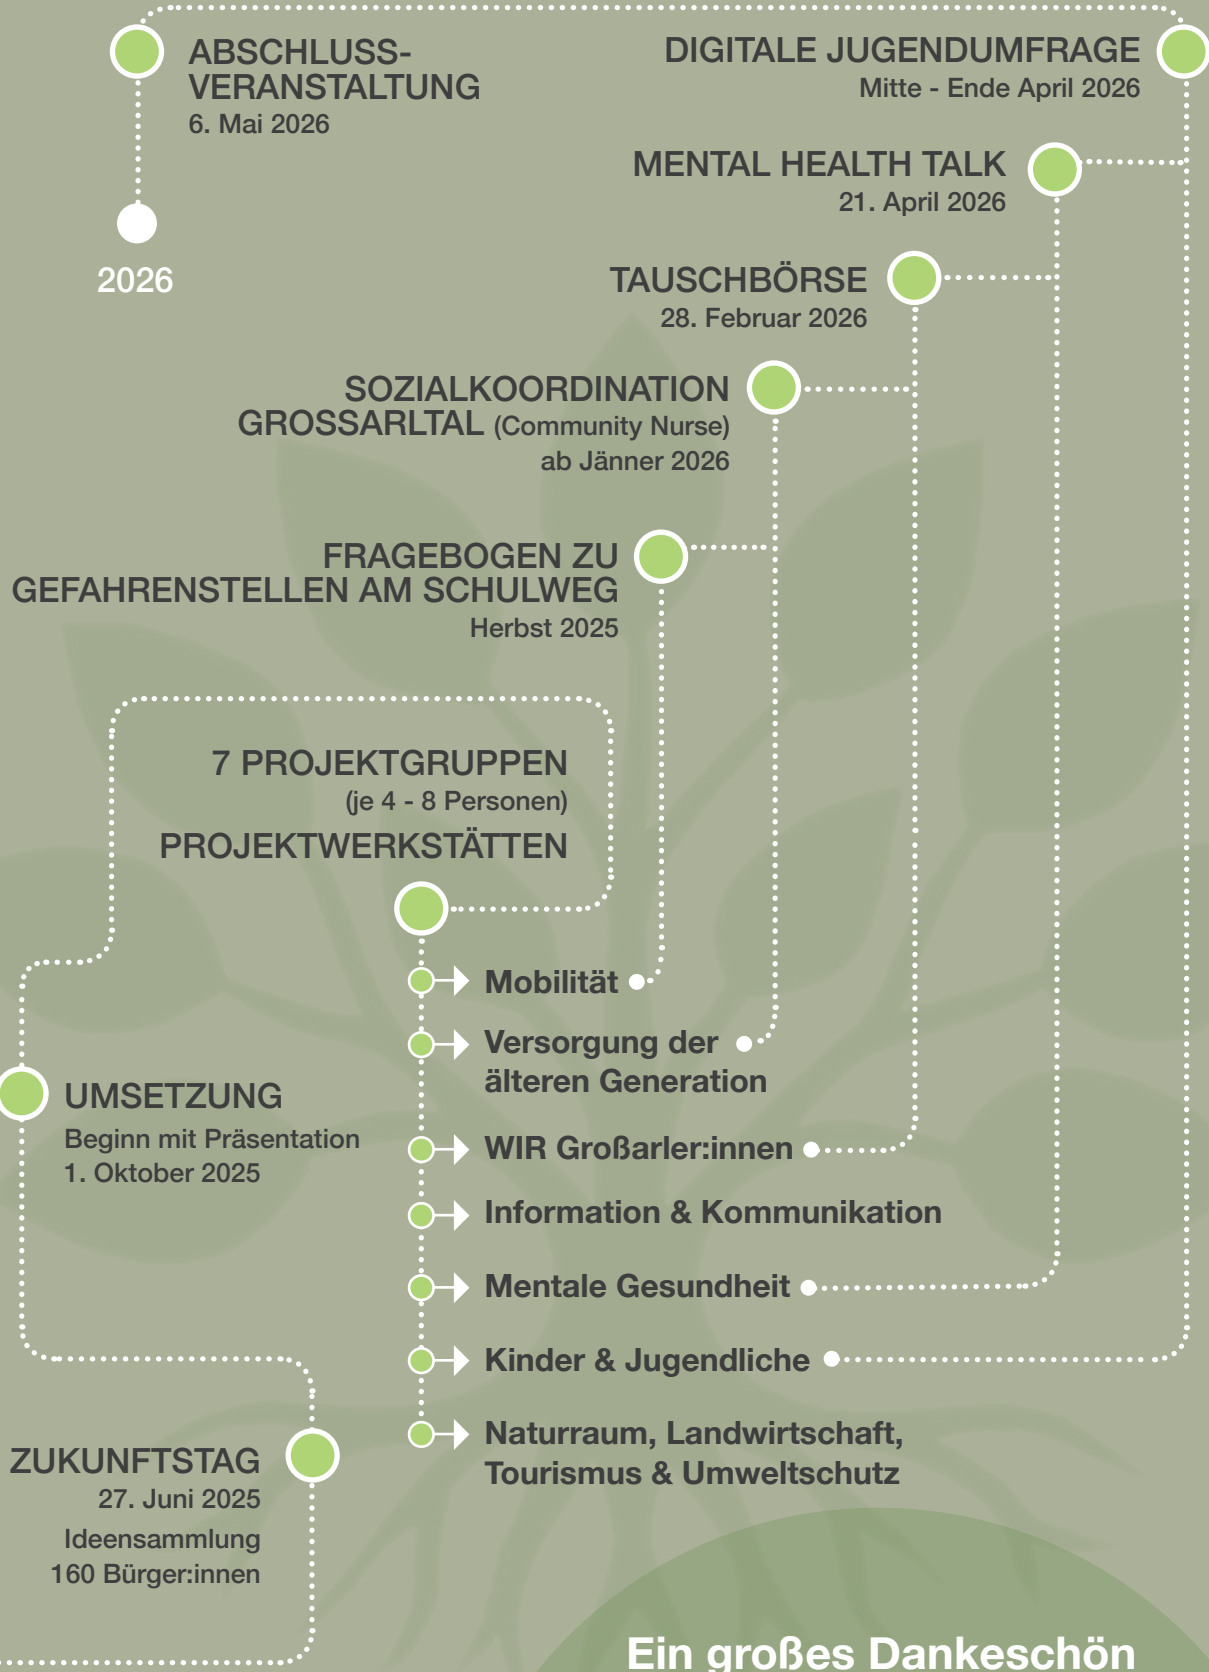 ABSCHLUSS-
VERANSTALTUNG
6. Mai 2026
2026
DIGITALE JUGENDUMFRAGE
Mitte - Ende April 2026
MENTAL HEALTH TALK
21. April 2026
TAUSCHBÖRSE
28. Februar 2026
SOZIALKOORDINATION
GROSSARLTAL (Community Nurse)
ab Jänner 2026
FRAGEBOGEN ZU
GEFAHRENSTELLEN AM SCHULWEG
Herbst 2025
7 PROJEKTGRUPPEN
(je 4 - 8 Personen)
PROJEKTWERKSTÄTTEN
Mobilität
Versorgung der
älteren Generation
WIR Großarler:innen
Information & Kommunikation
Mentale Gesundheit
Kinder & Jugendliche
Naturraum, Landwirtschaft,
Tourismus & Umweltschutz
UMSETZUNG
Beginn mit Präsentation
1. Oktober 2025
ZUKUNFTSTAG
27. Juni 2025
Ideensammlung
160 Bürger:innen
Ein großes Dankeschön